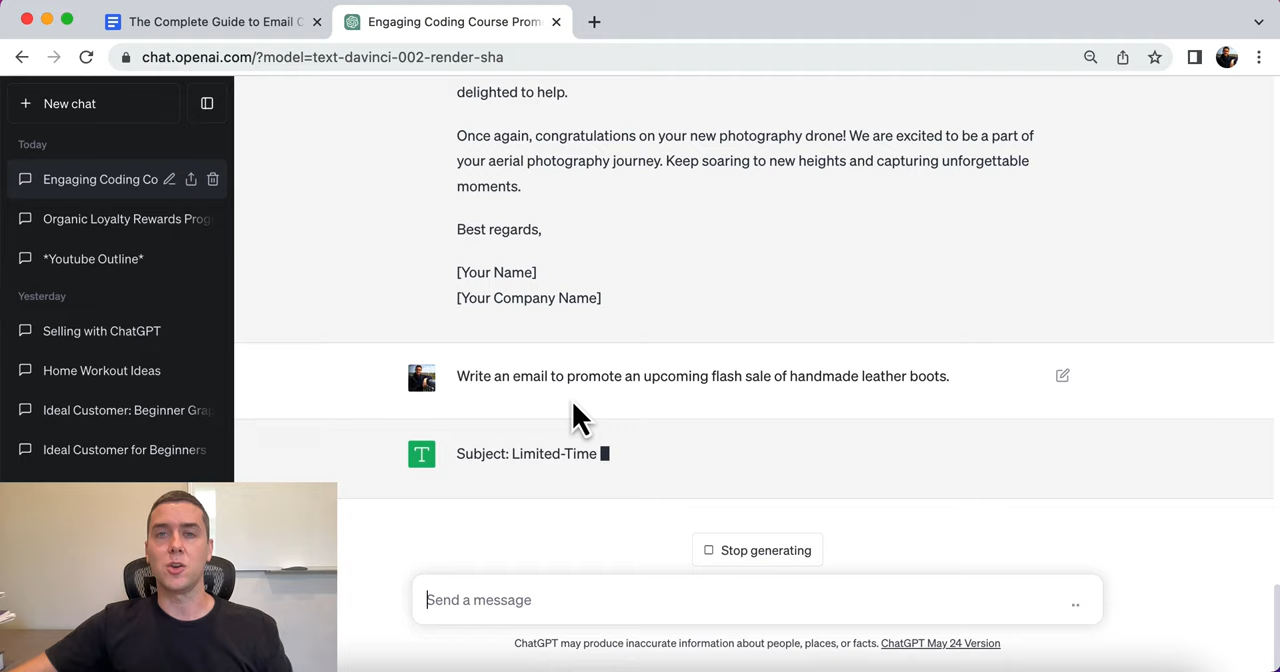 The Complete Guide to Email C
Engaging Coding Course Prom
chat.openai.com/?model=text-davinci-002-render-sha
New chat
Today
Engaging Coding Co
Organic Loyalty Rewards Prog
*Youtube Outline*
Yesterday
Selling with ChatGPT
Home Workout Ideas
Ideal Customer: Beginner Gra
Ideal Customer for Beginners
delighted to help.
Once again, congratulations on your new photography drone! We are excited to be a part of
your aerial photography journey. Keep soaring to new heights and capturing unforgettable
moments.
Best regards,
[Your Name]
[Your Company Name]
Write an email to promote an upcoming flash sale of handmade leather boots.
T
Subject: Limited-Time
Stop generating
Send a message
ChatGPT may produce inaccurate information about people, places, or facts. ChatGPT May 24 Version